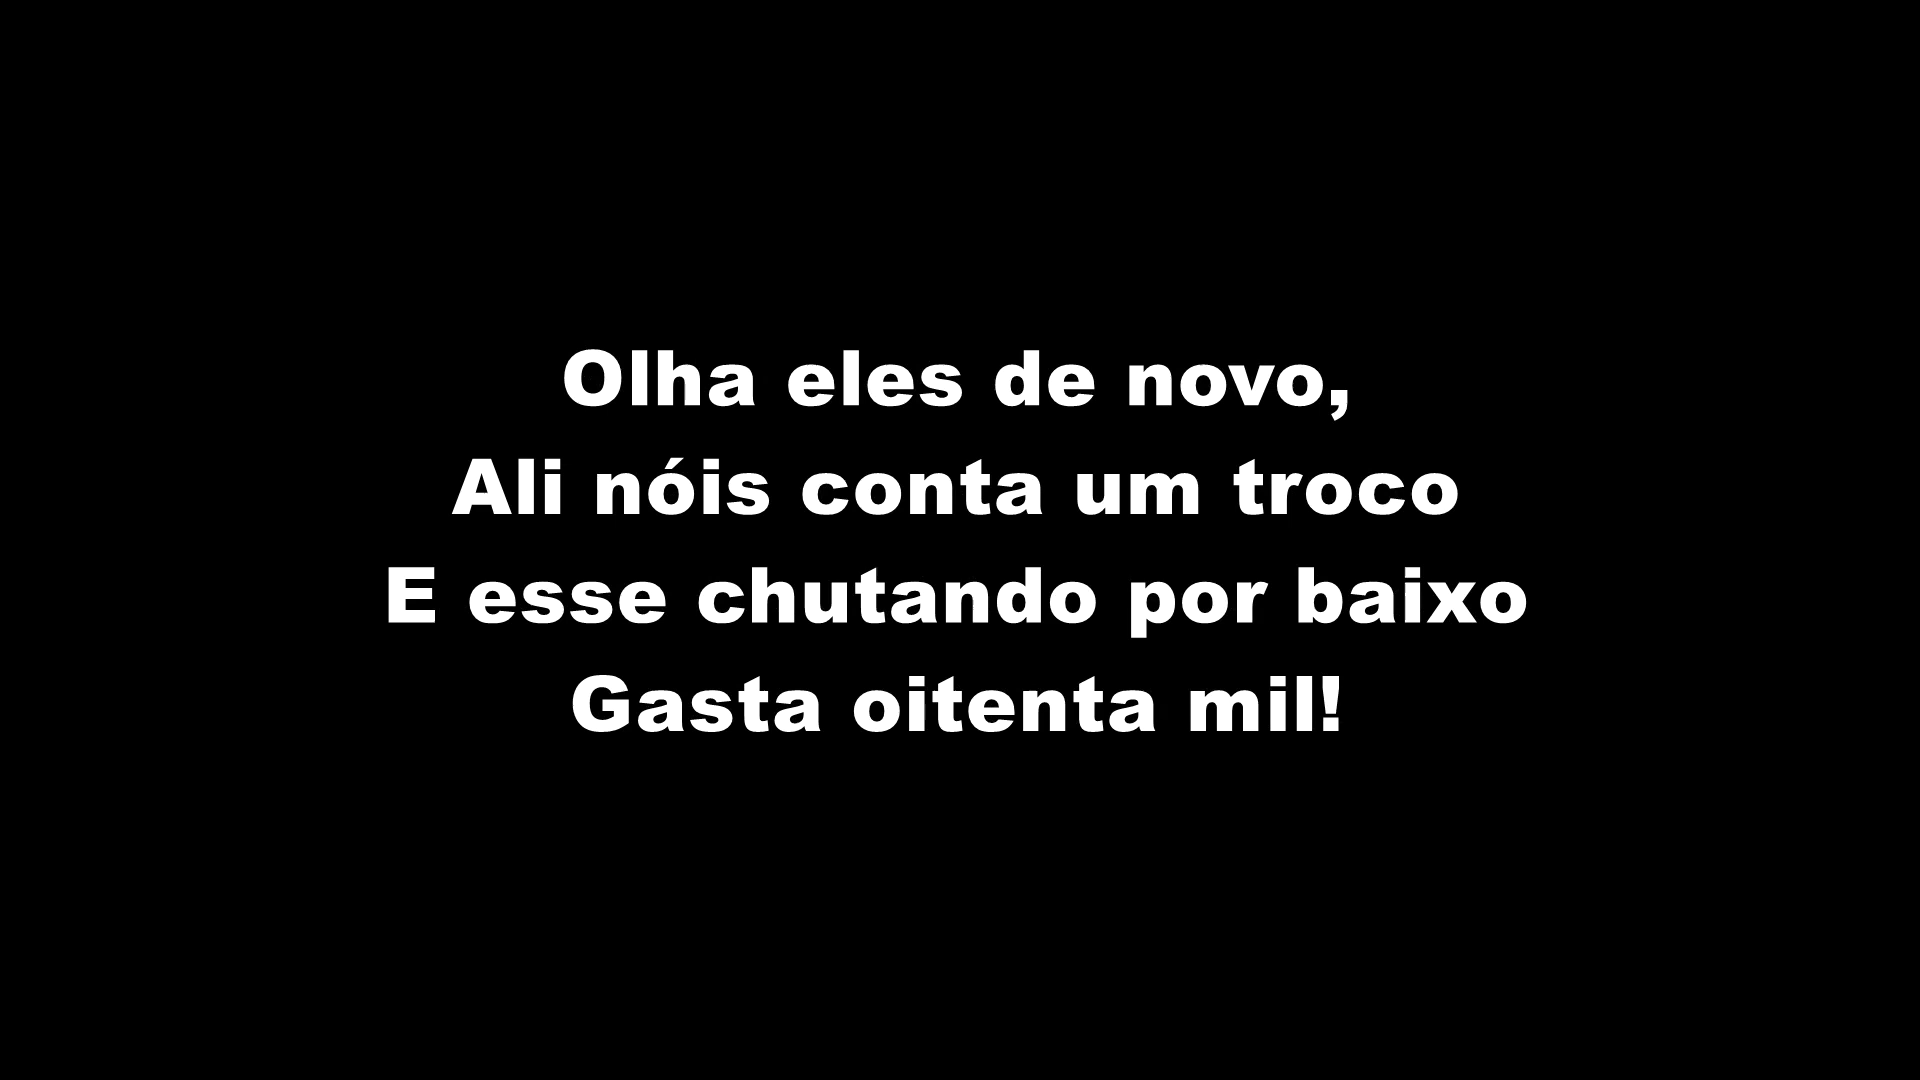 Olha eles de novo,
Ali nóis conta um troco
E esse chutando por baixo
Gasta oitenta mil!